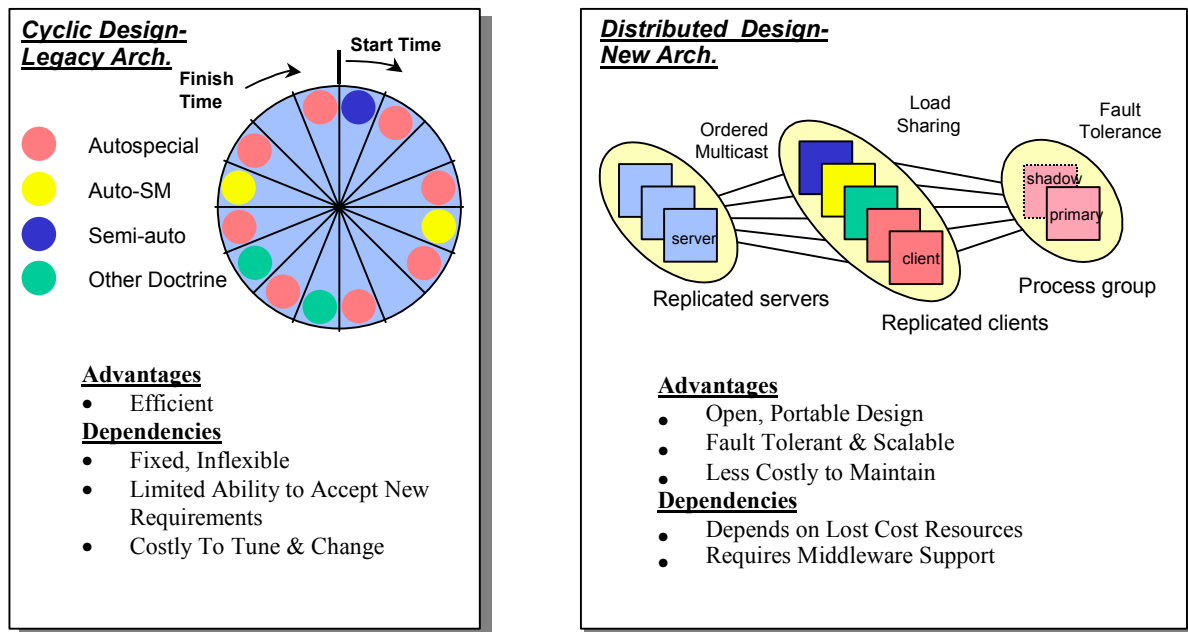 Cyclic Design-
Legacy Arch.
Start Time
Finish
Time
Autospecial
Auto-SM
Semi-auto
Other Doctrine
Advantages
• Efficient
Dependencies
• Fixed, Inflexible
• Limited Ability to Accept New
Requirements
• Costly To Tune & Change
Distributed Design-
New Arch.
Ordered
Multicast
Load
Sharing
Fault
Tolerance
server
client
shadow
primary
Replicated servers
Replicated clients
Process group
Advantages
• Open, Portable Design
• Fault Tolerant & Scalable
• Less Costly to Maintain
Dependencies
• Depends on Lost Cost Resources
• Requires Middleware Support